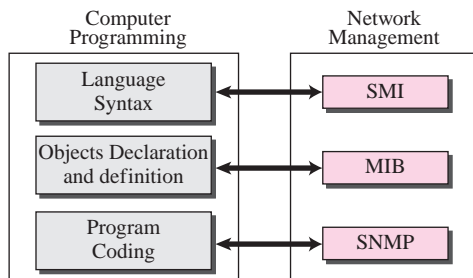 Computer
Programming
Network
Management
Language
Syntax
SMI
Objects Declaration
and definition
MIB
Program
Coding
SNMP